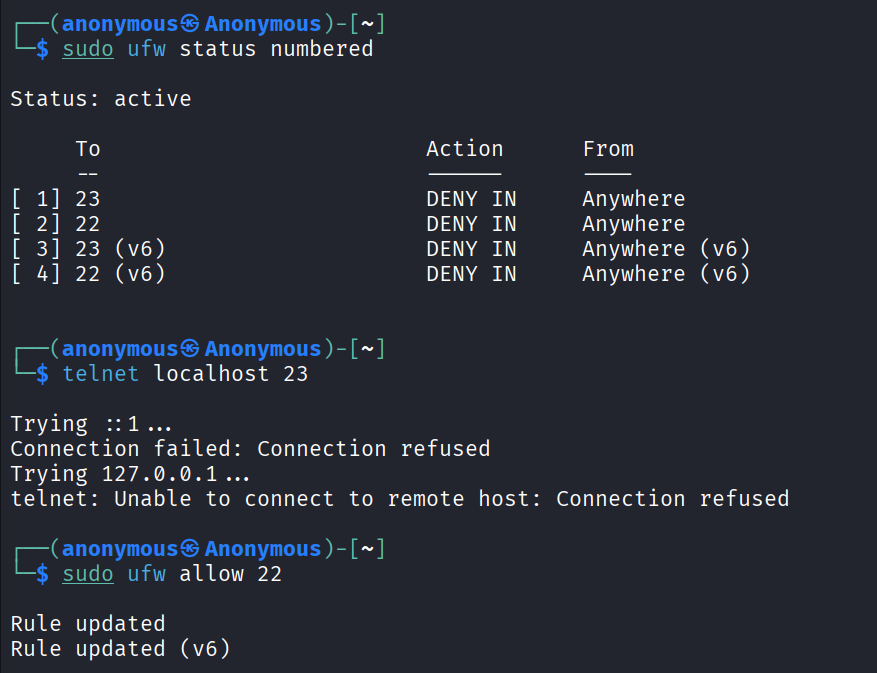 ┌──(anonymous㉿Anonymous)-[~]
└─$ sudo ufw status numbered
Status: active
     To                         Action      From
     --                         ------      ----
[ 1] 23                         DENY IN     Anywhere
[ 2] 22                         DENY IN     Anywhere
[ 3] 23 (v6)                    DENY IN     Anywhere (v6)
[ 4] 22 (v6)                    DENY IN     Anywhere (v6)
┌──(anonymous㉿Anonymous)-[~]
└─$ telnet localhost 23
Trying ::1...
Connection failed: Connection refused
Trying 127.0.0.1...
telnet: Unable to connect to remote host: Connection refused
┌──(anonymous㉿Anonymous)-[~]
└─$ sudo ufw allow 22
Rule updated
Rule updated (v6)